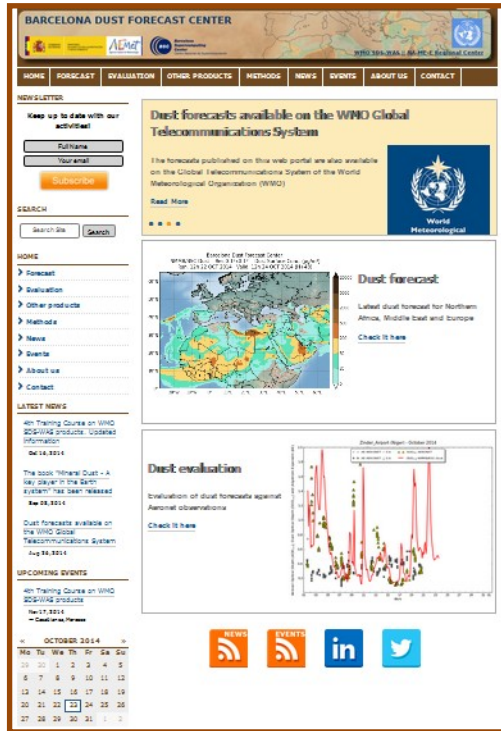 BARCELONA DUST FORECAST CENTER
AEMet
WMO SDS-WAS :: NA-ME-E Regional Center
HOME FORECAST EVALUATION OTHER PRODUCTS METHODS NEWS EVENTS ABOUT US CONTACT
NEWSLETTER
Keep up to date with our
activities!
Full Name
Your email
Subscribe
SEARCH
Search Site Search
HOME
Forecast
Evaluation
Other products
Methods
News
Events
About us
Contact
LATEST NEWS
4th Training Course on WMO
SDS-WAS products. Updated
information
Oct 16, 2014
The book "Mineral Dust - A
key player in the Earth
system" has been released
Sep 08, 2014
Dust forecasts available on
the WMO Global
Telecommunications System
UPCOMING EVENTS
4th Training Course on WMO
SDS-WAS products
Nov 17, 2014
— Casablanca, Morocco
« OCTOBER 2014 »
Mo Tu We Th Fr Sa Su
29 30 1 2 3 4 5
6 7 8 9 10 11 12
13 14 15 16 17 18 19
20 21 22 23 24 25 26
27 28 29 30 31 1 2
Dust forecasts available on the WMO Global
Telecommunications System
The forecasts published on this web portal are also available
on the Global Telecommunications System of the World
Meteorological Organization (WMO)
Read More
World
Meteorological
Barcelona Dust Forecast Center
Dust forecast
Latest dust forecast for Northern
Africa, Middle East and Europe
Check it here
Dust evaluation
Evaluation of dust forecasts against
Aeronet observations
Check it here
NEWS
EVENTS
in